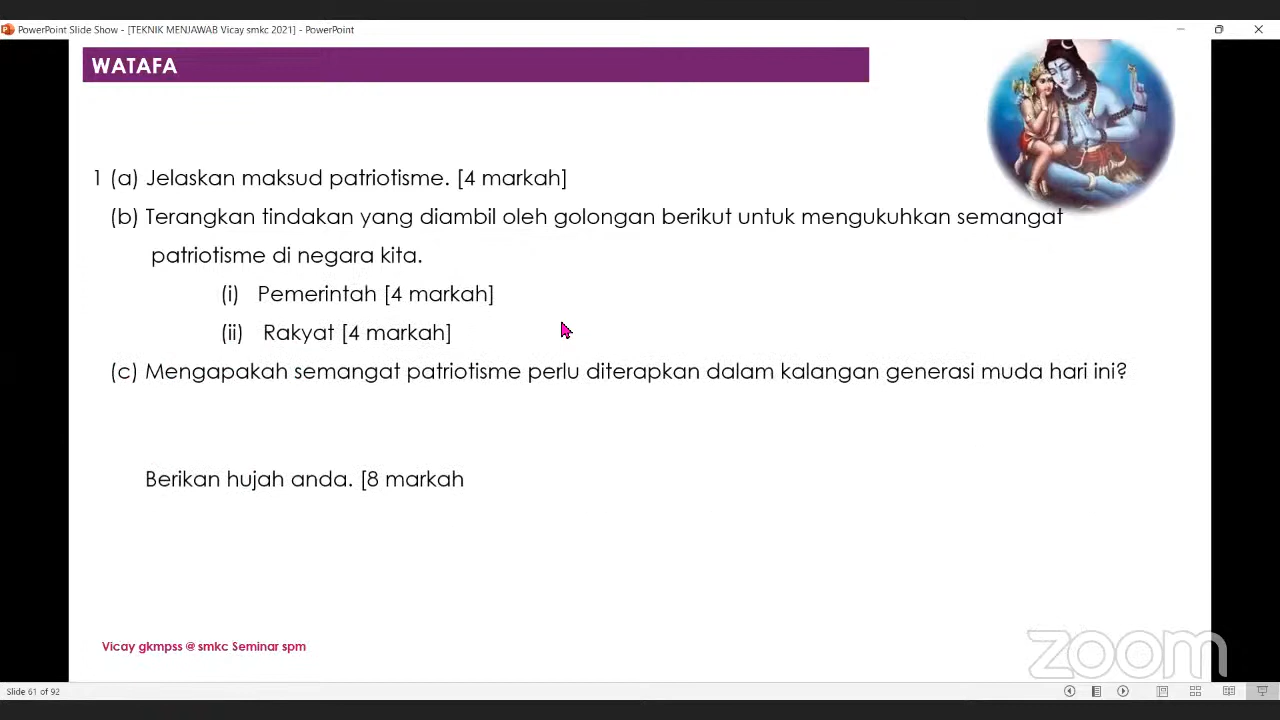 PowerPoint Slide Show - [TEKNIK MENJAWAB Vicay smkc 2021] - PowerPoint
WATAFA
1 (a) Jelaskan maksud patriotisme. [4 markah]
(b) Terangkan tindakan yang diambil oleh golongan berikut untuk mengukuhkan semangat
patriotisme di negara kita.
(i) Pemerintah [4 markah]
(ii) Rakyat [4 markah]
(c) Mengapakah semangat patriotisme perlu diterapkan dalam kalangan generasi muda hari ini?
Berikan hujah anda. [8 markah
Vicay gkmpss @ smkc Seminar spm
zoom
Slide 61 of 92